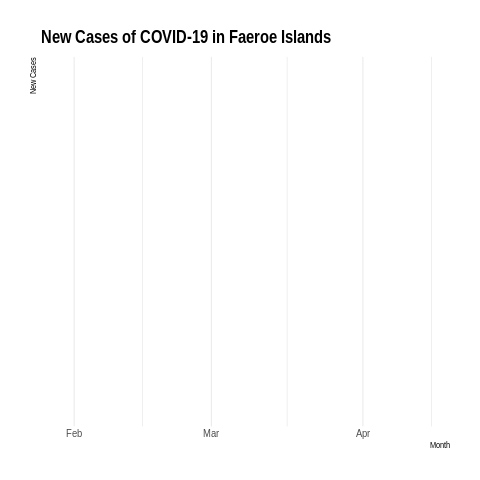 New Cases of COVID-19 in Faeroe Islands
New Cases
Feb Mar Apr
Month